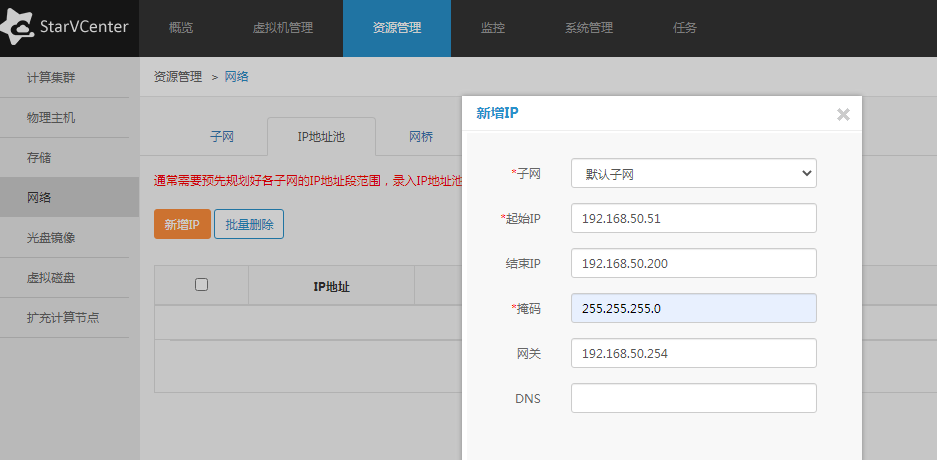 StarVCenter
概览
虚拟机管理
资源管理
监控
系统管理
任务
计算集群
物理主机
存储
网络
光盘镜像
虚拟磁盘
扩充计算节点
资源管理 > 网络
子网
IP地址池
网桥
通常需要预先规划好各子网的IP地址段范围，录入IP地址池
新增IP
批量删除
IP地址
新增IP
*子网
默认子网
*起始IP
192.168.50.51
结束IP
192.168.50.200
*掩码
255.255.255.0
网关
192.168.50.254
DNS